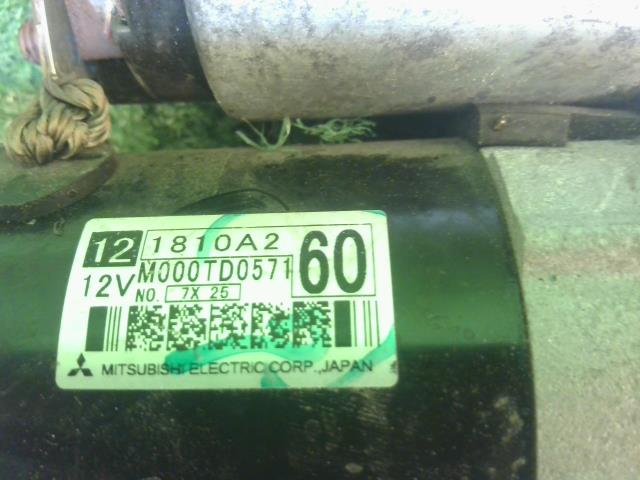 12 1810A2 60
12V M000TD0571
NO. 7X 25
MITSUBISHI ELECTRIC CORP., JAPAN